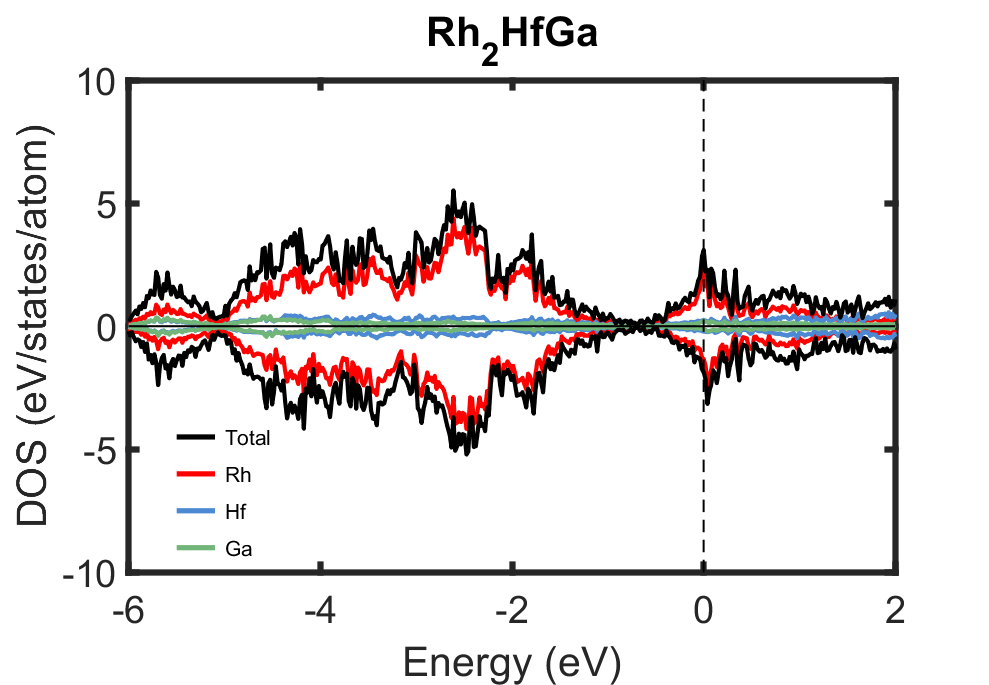 Rh2HfGa
10
5
0
-5
-10
DOS (eV/states/atom)
Total
Rh
Hf
Ga
-6 -4 -2 0 2
Energy (eV)